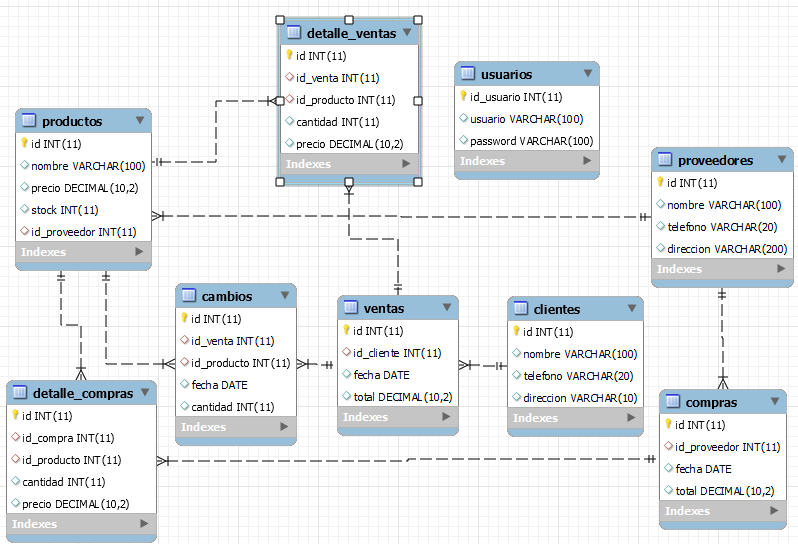 detalle_ventas
id INT(11)
id_venta INT(11)
id_producto INT(11)
cantidad INT(11)
precio DECIMAL(10,2)
Indexes
usuarios
id_usuario INT(11)
usuario VARCHAR(100)
password VARCHAR(100)
Indexes
productos
id INT(11)
nombre VARCHAR(100)
precio DECIMAL(10,2)
stock INT(11)
id_proveedor INT(11)
Indexes
proveedores
id INT(11)
nombre VARCHAR(100)
telefono VARCHAR(20)
direccion VARCHAR(200)
Indexes
cambios
id INT(11)
id_venta INT(11)
id_producto INT(11)
fecha DATE
cantidad INT(11)
Indexes
ventas
id INT(11)
id_cliente INT(11)
fecha DATE
total DECIMAL(10,2)
Indexes
clientes
id INT(11)
nombre VARCHAR(100)
telefono VARCHAR(20)
direccion VARCHAR(10)
Indexes
detalle_compras
id INT(11)
id_compra INT(11)
id_producto INT(11)
cantidad INT(11)
precio DECIMAL(10,2)
Indexes
compras
id INT(11)
id_proveedor INT(11)
fecha DATE
total DECIMAL(10,2)
Indexes